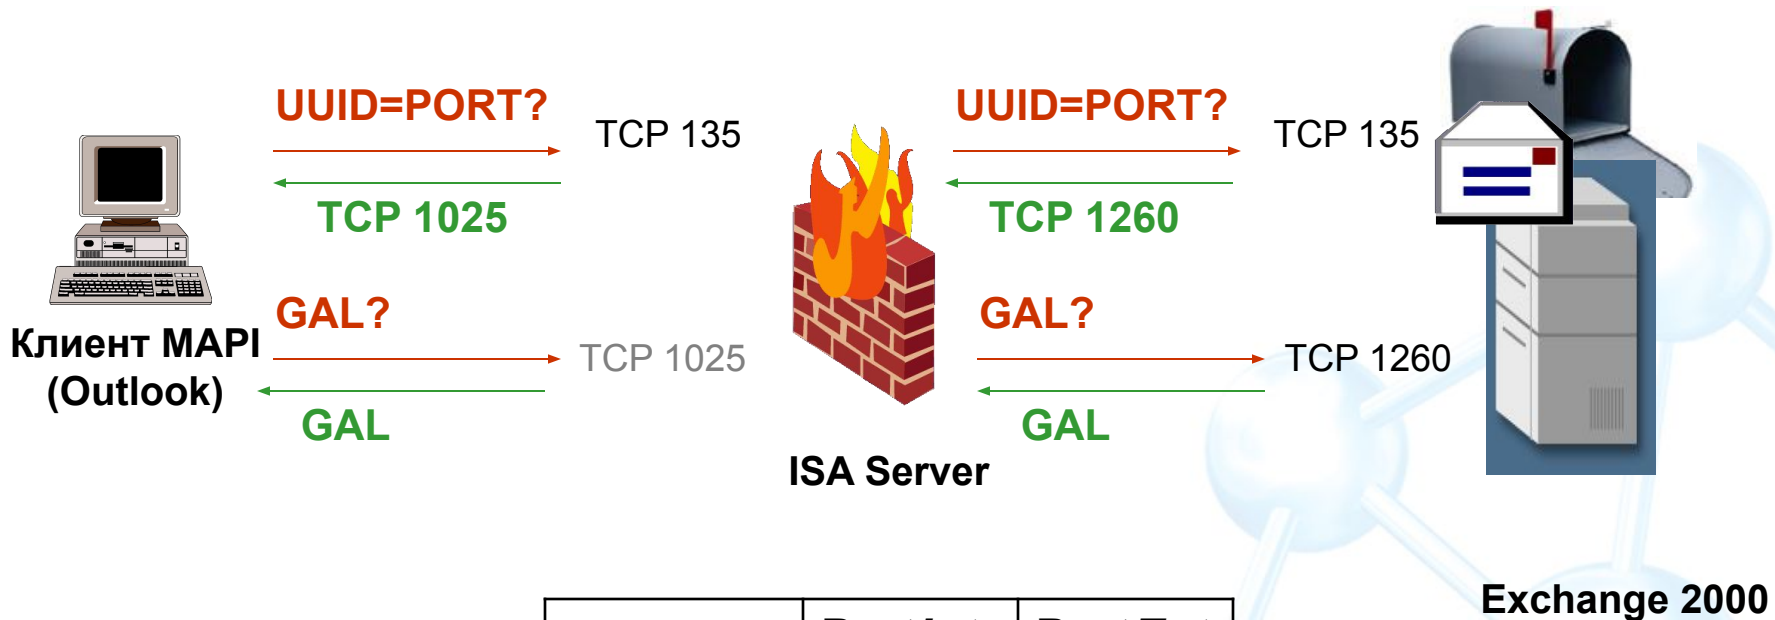 UUID=PORT?
TCP 135
UUID=PORT?
TCP 135
TCP 1025
TCP 1260
GAL?
GAL?
Клиент MAPI
(Outlook)
TCP 1025
TCP 1260
GAL
GAL
ISA Server
Exchange 2000